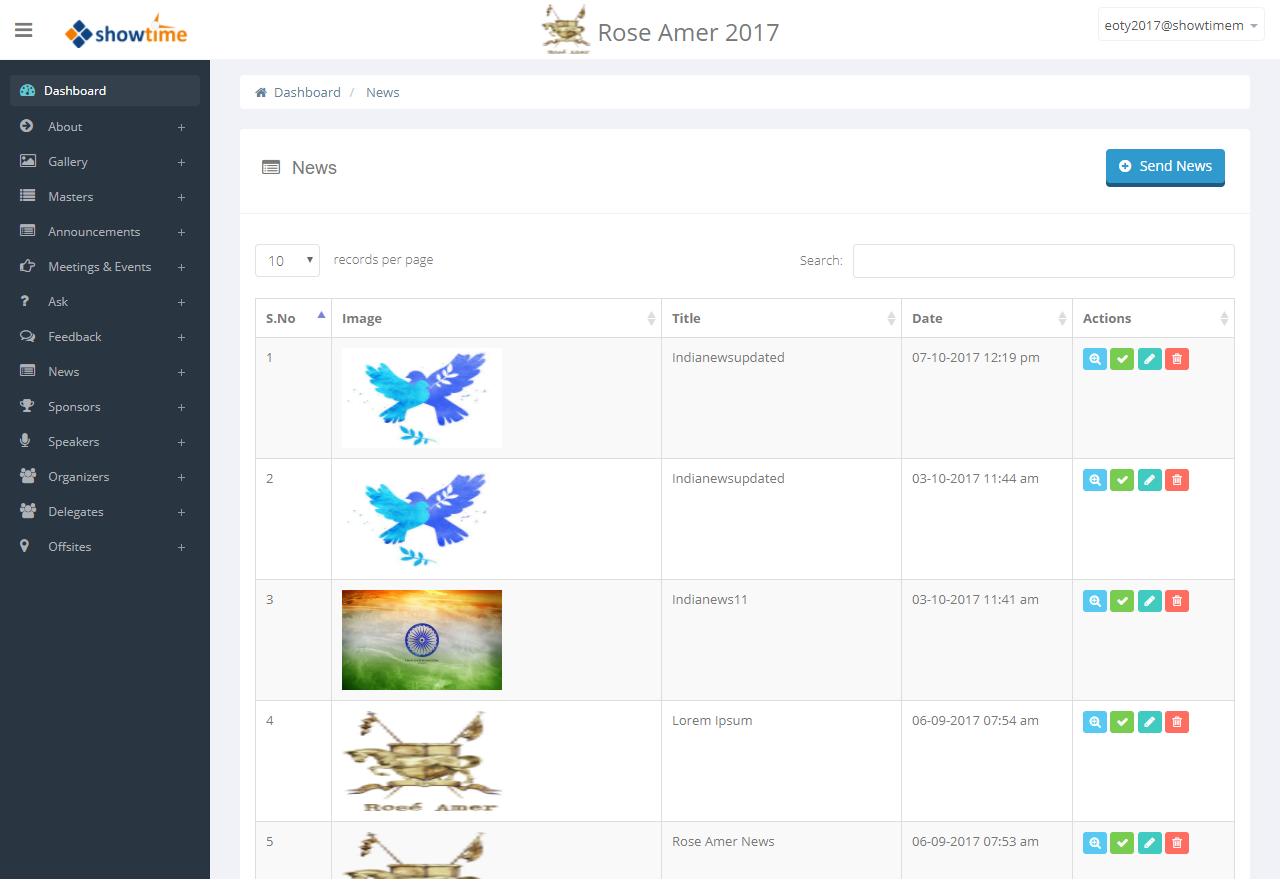 showtime
Rose Amer
Rose Amer 2017
eoty2017@showtimem
Dashboard
About +
Gallery +
Masters +
Announcements +
Meetings & Events +
Ask +
Feedback +
News +
Sponsors +
Speakers +
Organizers +
Delegates +
Offsites +
Dashboard / News
News
Send News
10 records per page
Search:
S.No Image Title Date Actions
1 Indianewsupdated 07-10-2017 12:19 pm
2 Indianewsupdated 03-10-2017 11:44 am
3 Indianews11 03-10-2017 11:41 am
4 Lorem Ipsum 06-09-2017 07:54 am
Rosé Amer
5 Rose Amer News 06-09-2017 07:53 am